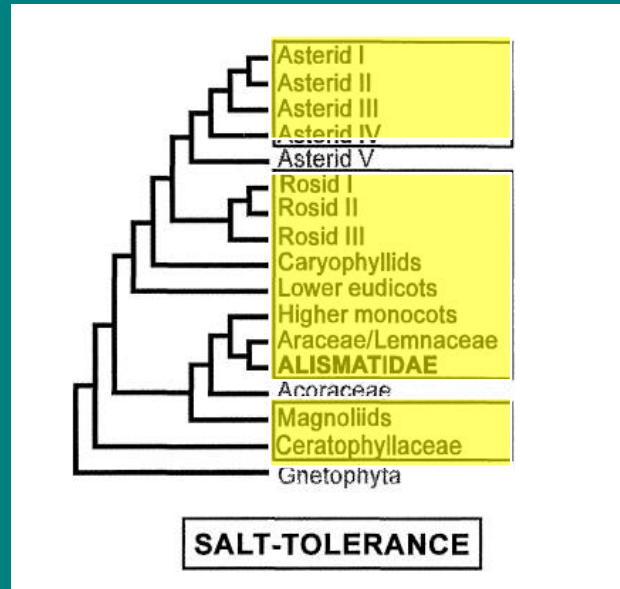 Asterid I
Asterid II
Asterid III
Asterid IV
Asterid V
Rosid I
Rosid II
Rosid III
Caryophyllids
Lower eudicots
Higher monocots
Araceae/Lemnaceae
ALISMATIDAE
Acoraceae
Magnoliids
Ceratophyllaceae
Gnetophyta
SALT-TOLERANCE